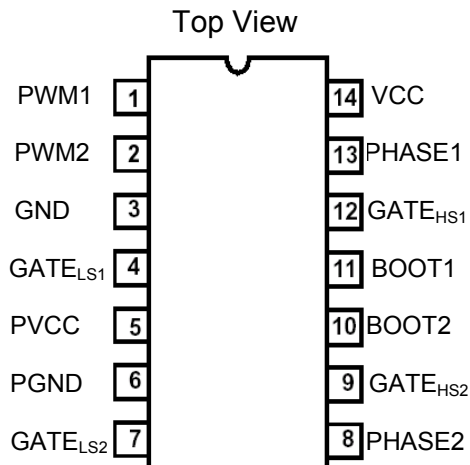 Top View
PWM1 1 14 VCC
PWM2 2 13 PHASE1
GND 3 12 GATEHS1
GATELS1 4 11 BOOT1
PVCC 5 10 BOOT2
PGND 6 9 GATEHS2
GATELS2 7 8 PHASE2